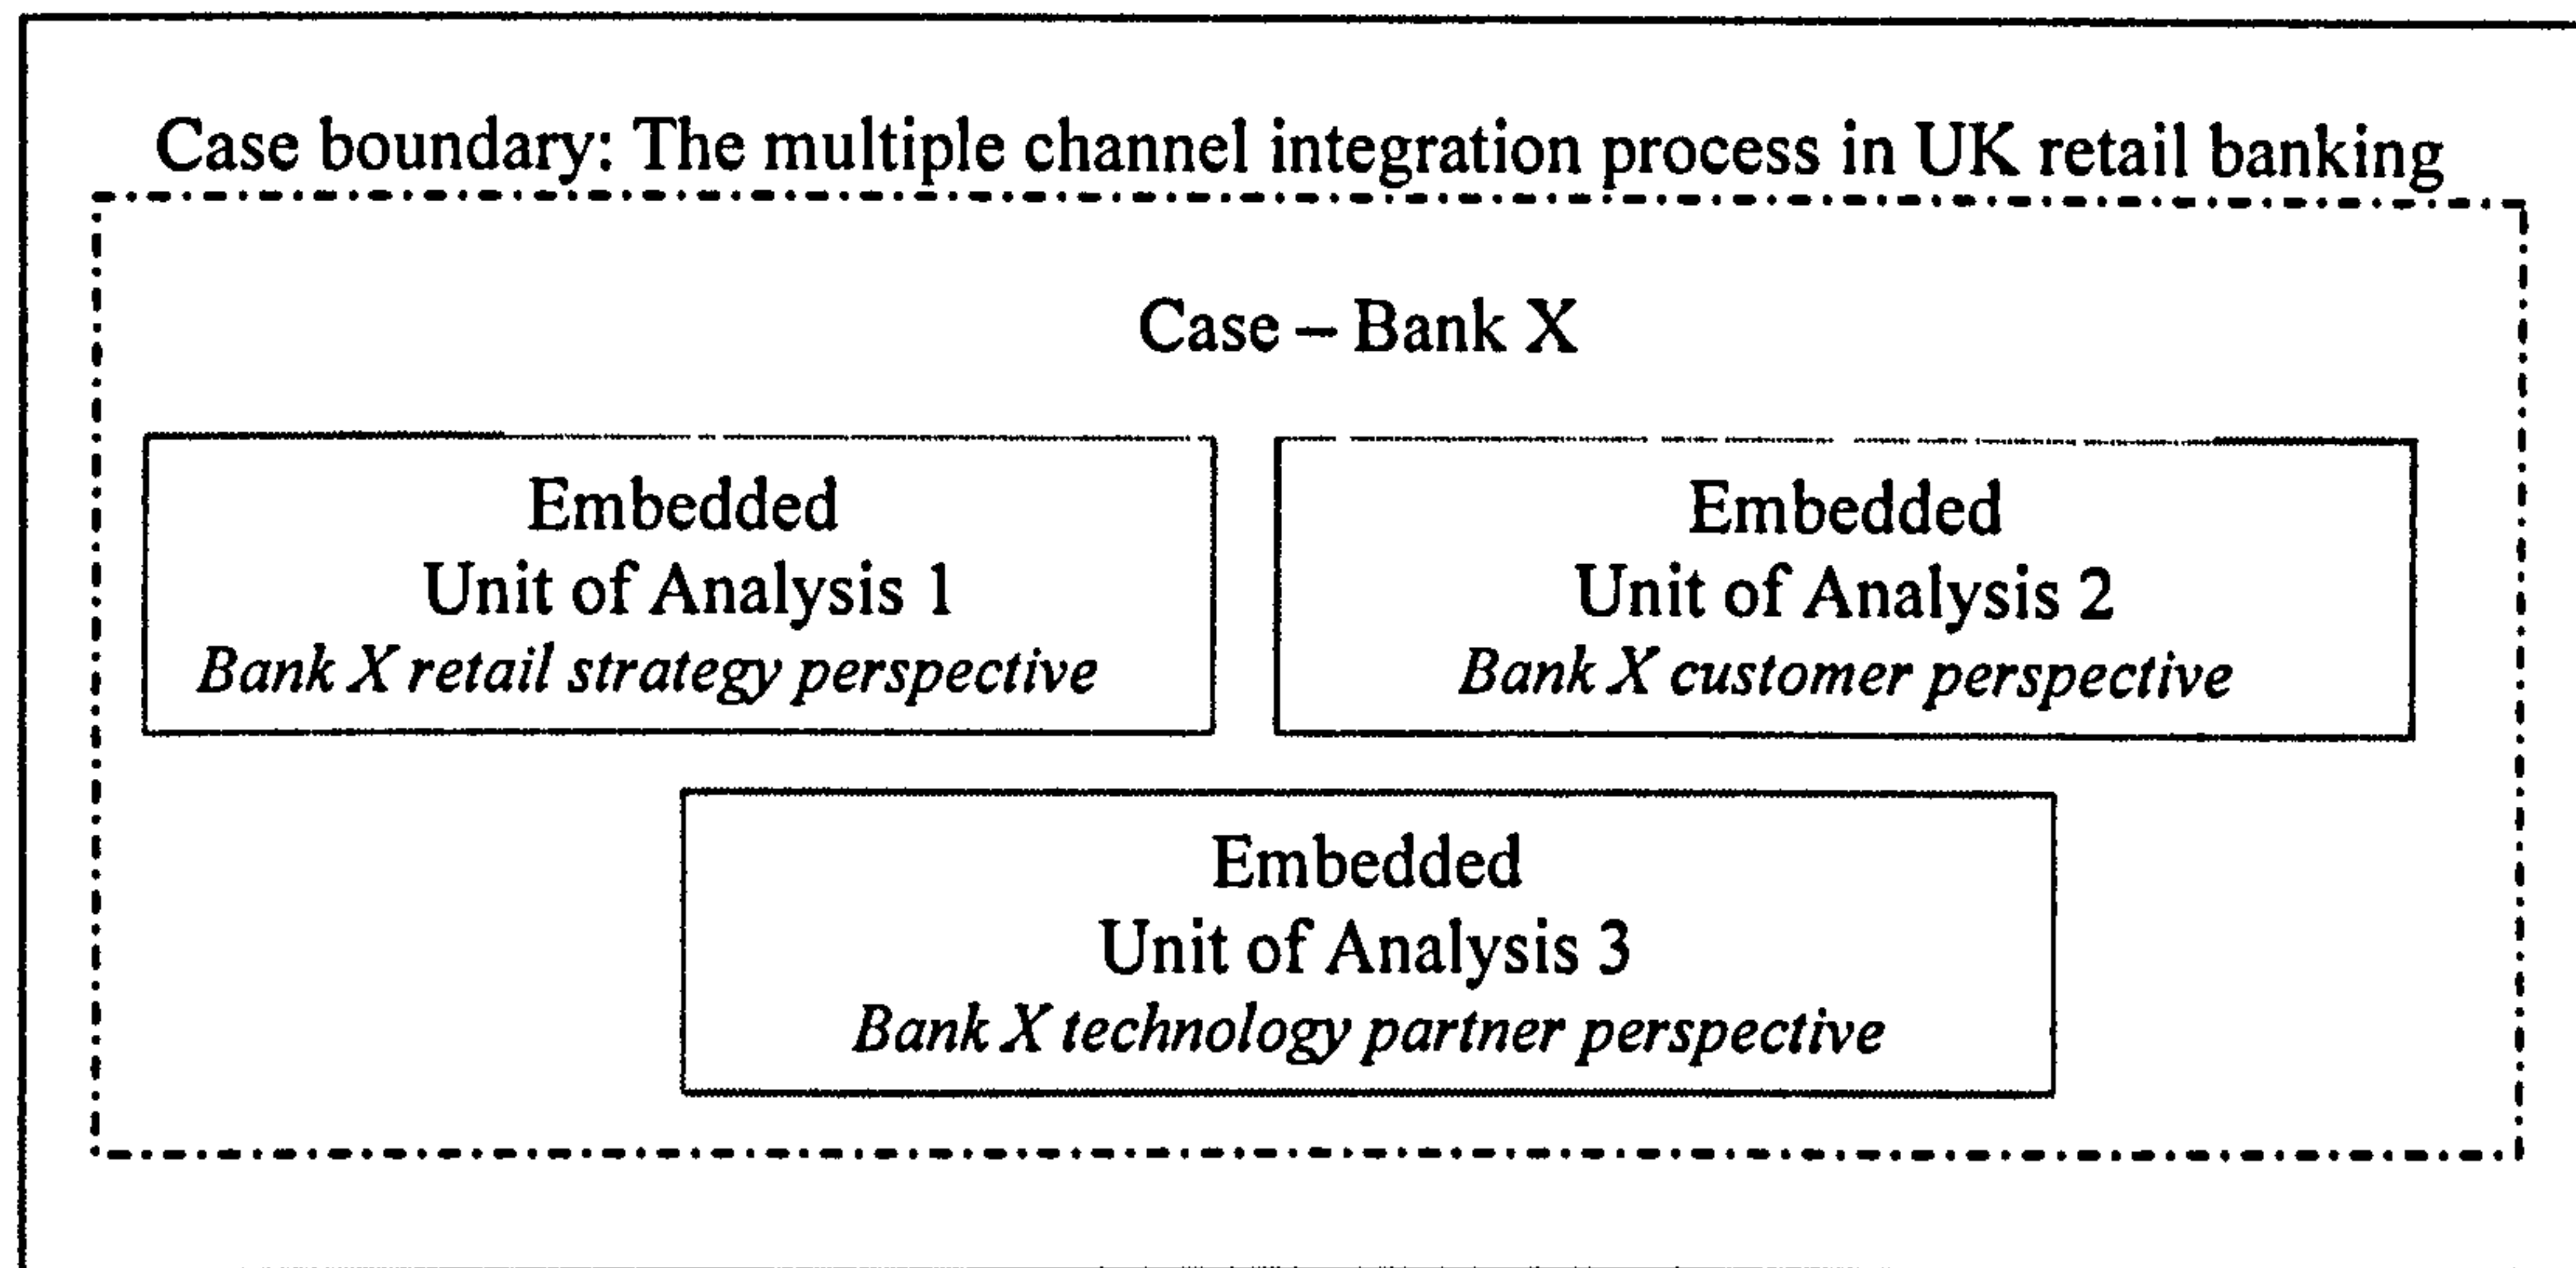 Case boundary: The multiple channel integration process in UK retail banking
Case – Bank X
Embedded
Unit of Analysis 1
Bank X retail strategy perspective
Embedded
Unit of Analysis 2
Bank X customer perspective
Embedded
Unit of Analysis 3
Bank X technology partner perspective